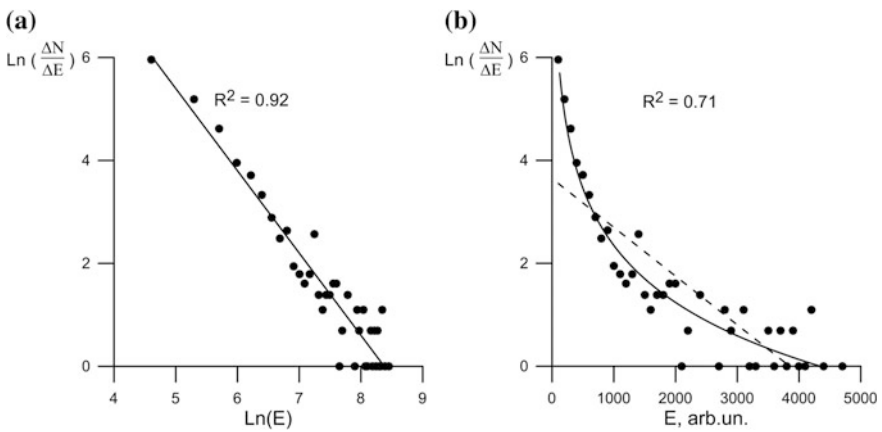 (a)
Ln (ΔN/ΔE)
6
4
2
0
R² = 0.92
4 5 6 7 8 9
Ln(E)
(b)
Ln (ΔN/ΔE)
6
4
2
0
R² = 0.71
0 1000 2000 3000 4000 5000
E, arb.un.